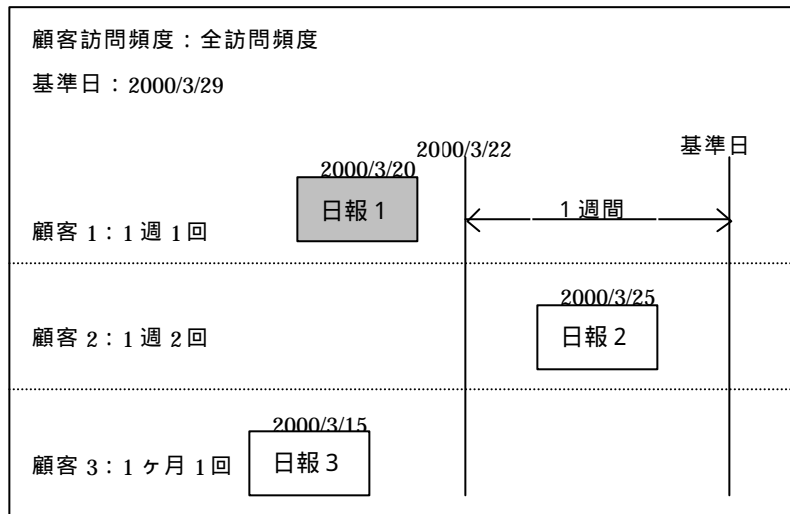 顧客訪問頻度：全訪問頻度
基準日：2000/3/29
2000/3/22
基準日
2000/3/20
日報１
１週間
顧客 1：1 週 1 回
2000/3/25
顧客 2：1 週 2 回
日報２
2000/3/15
顧客 3：1 ヶ月 1 回
日報３